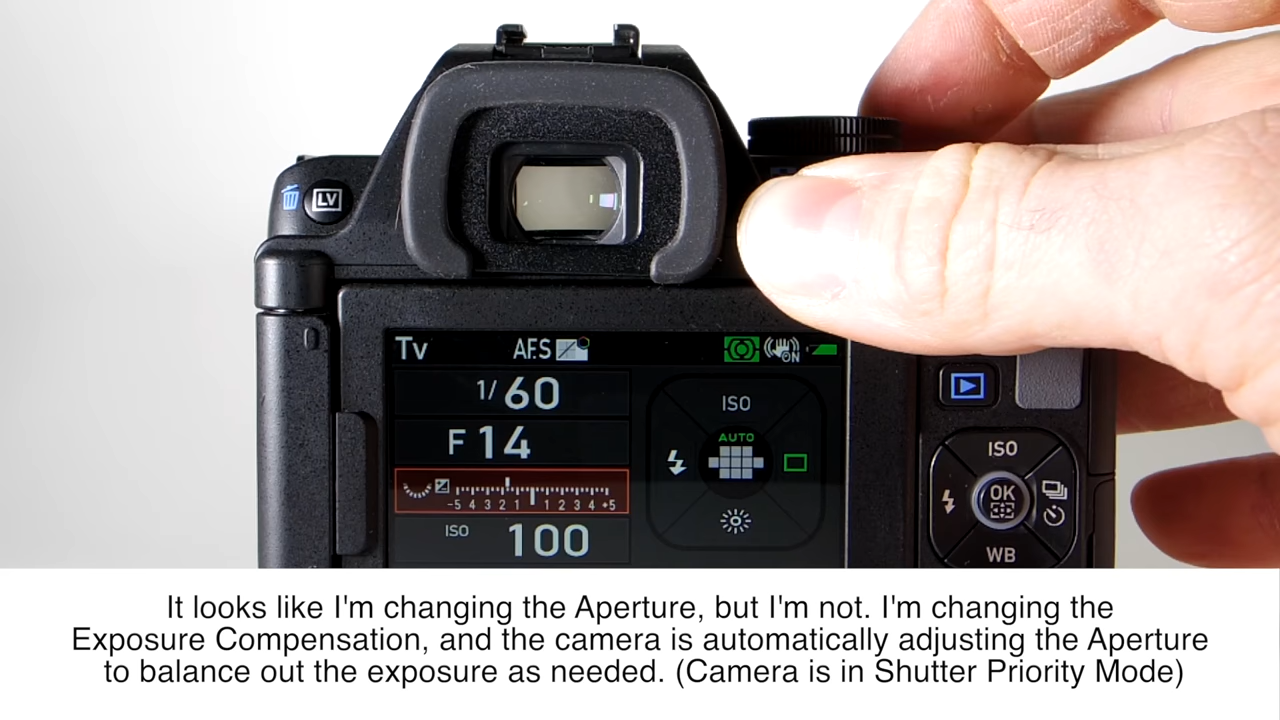 LV
Tv AF.S ON
1/60
F 14
-5 4 3 2 1 1 2 3 4 +5
ISO 100
ISO
AUTO
ISO
OK
WB
It looks like I'm changing the Aperture, but I'm not. I'm changing the
Exposure Compensation, and the camera is automatically adjusting the Aperture
to balance out the exposure as needed. (Camera is in Shutter Priority Mode)